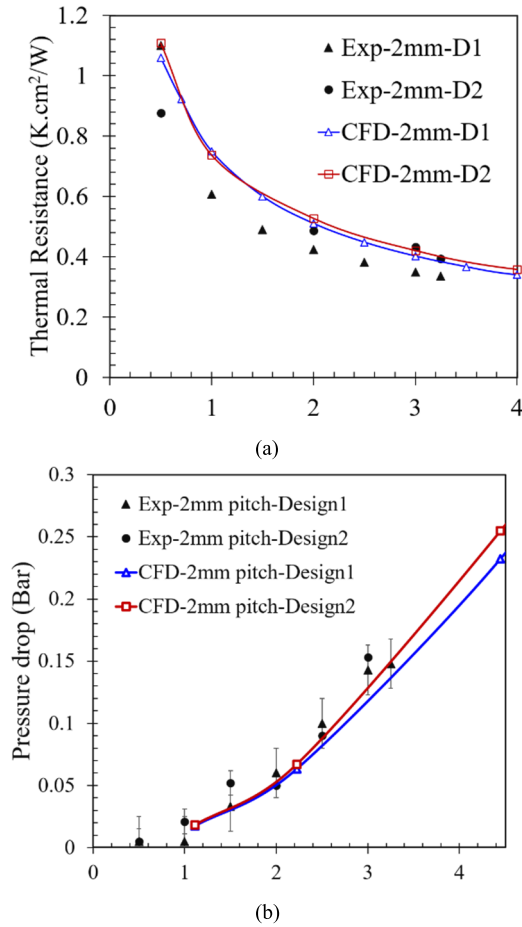 1.2
1
0.8
0.6
0.4
0.2
0
Thermal Resistance (K.cm²/W)
Exp-2mm-D1
Exp-2mm-D2
CFD-2mm-D1
CFD-2mm-D2
0 1 2 3 4
(a)
0.3
0.25
0.2
0.15
0.1
0.05
0
Pressure drop (Bar)
Exp-2mm pitch-Design1
Exp-2mm pitch-Design2
CFD-2mm pitch-Design1
CFD-2mm pitch-Design2
0 1 2 3 4
(b)